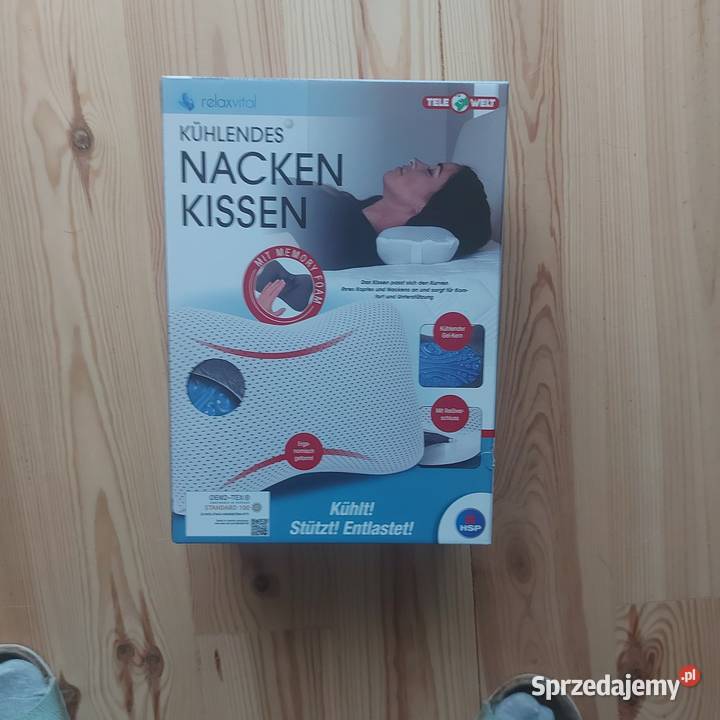 relaxvital
TELE WELT
KÜHLENDES
NACKEN
KISSEN
MIT MEMORY FOAM
Das Kissen passt sich den Kurven
Ihres Kopfes und Nackens an und sorgt für Kom-
fort und Unterstützung
Kühlender
Gel-Kern
Mit Reißver-
schluss
Ergo-
nomisch
geformt
OEKO-TEX®
STANDARD 100
Kühlt!
Stützt! Entlastet!
HSP
Sprzedajemy.pl